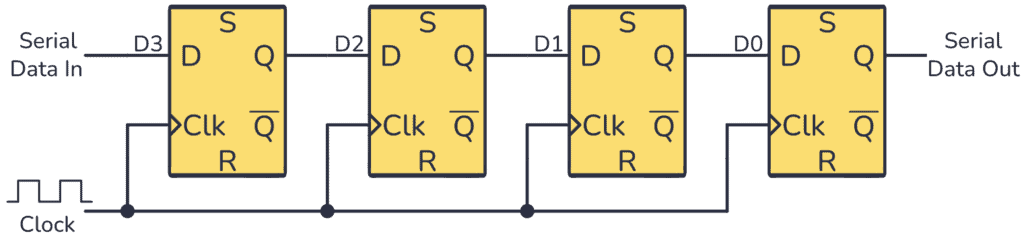 Serial
Data In
D3
S
D Q
Clk Q̅
R
D2
S
D Q
Clk Q̅
R
D1
S
D Q
Clk Q̅
R
D0
S
D Q
Clk Q̅
R
Serial
Data Out
Clock